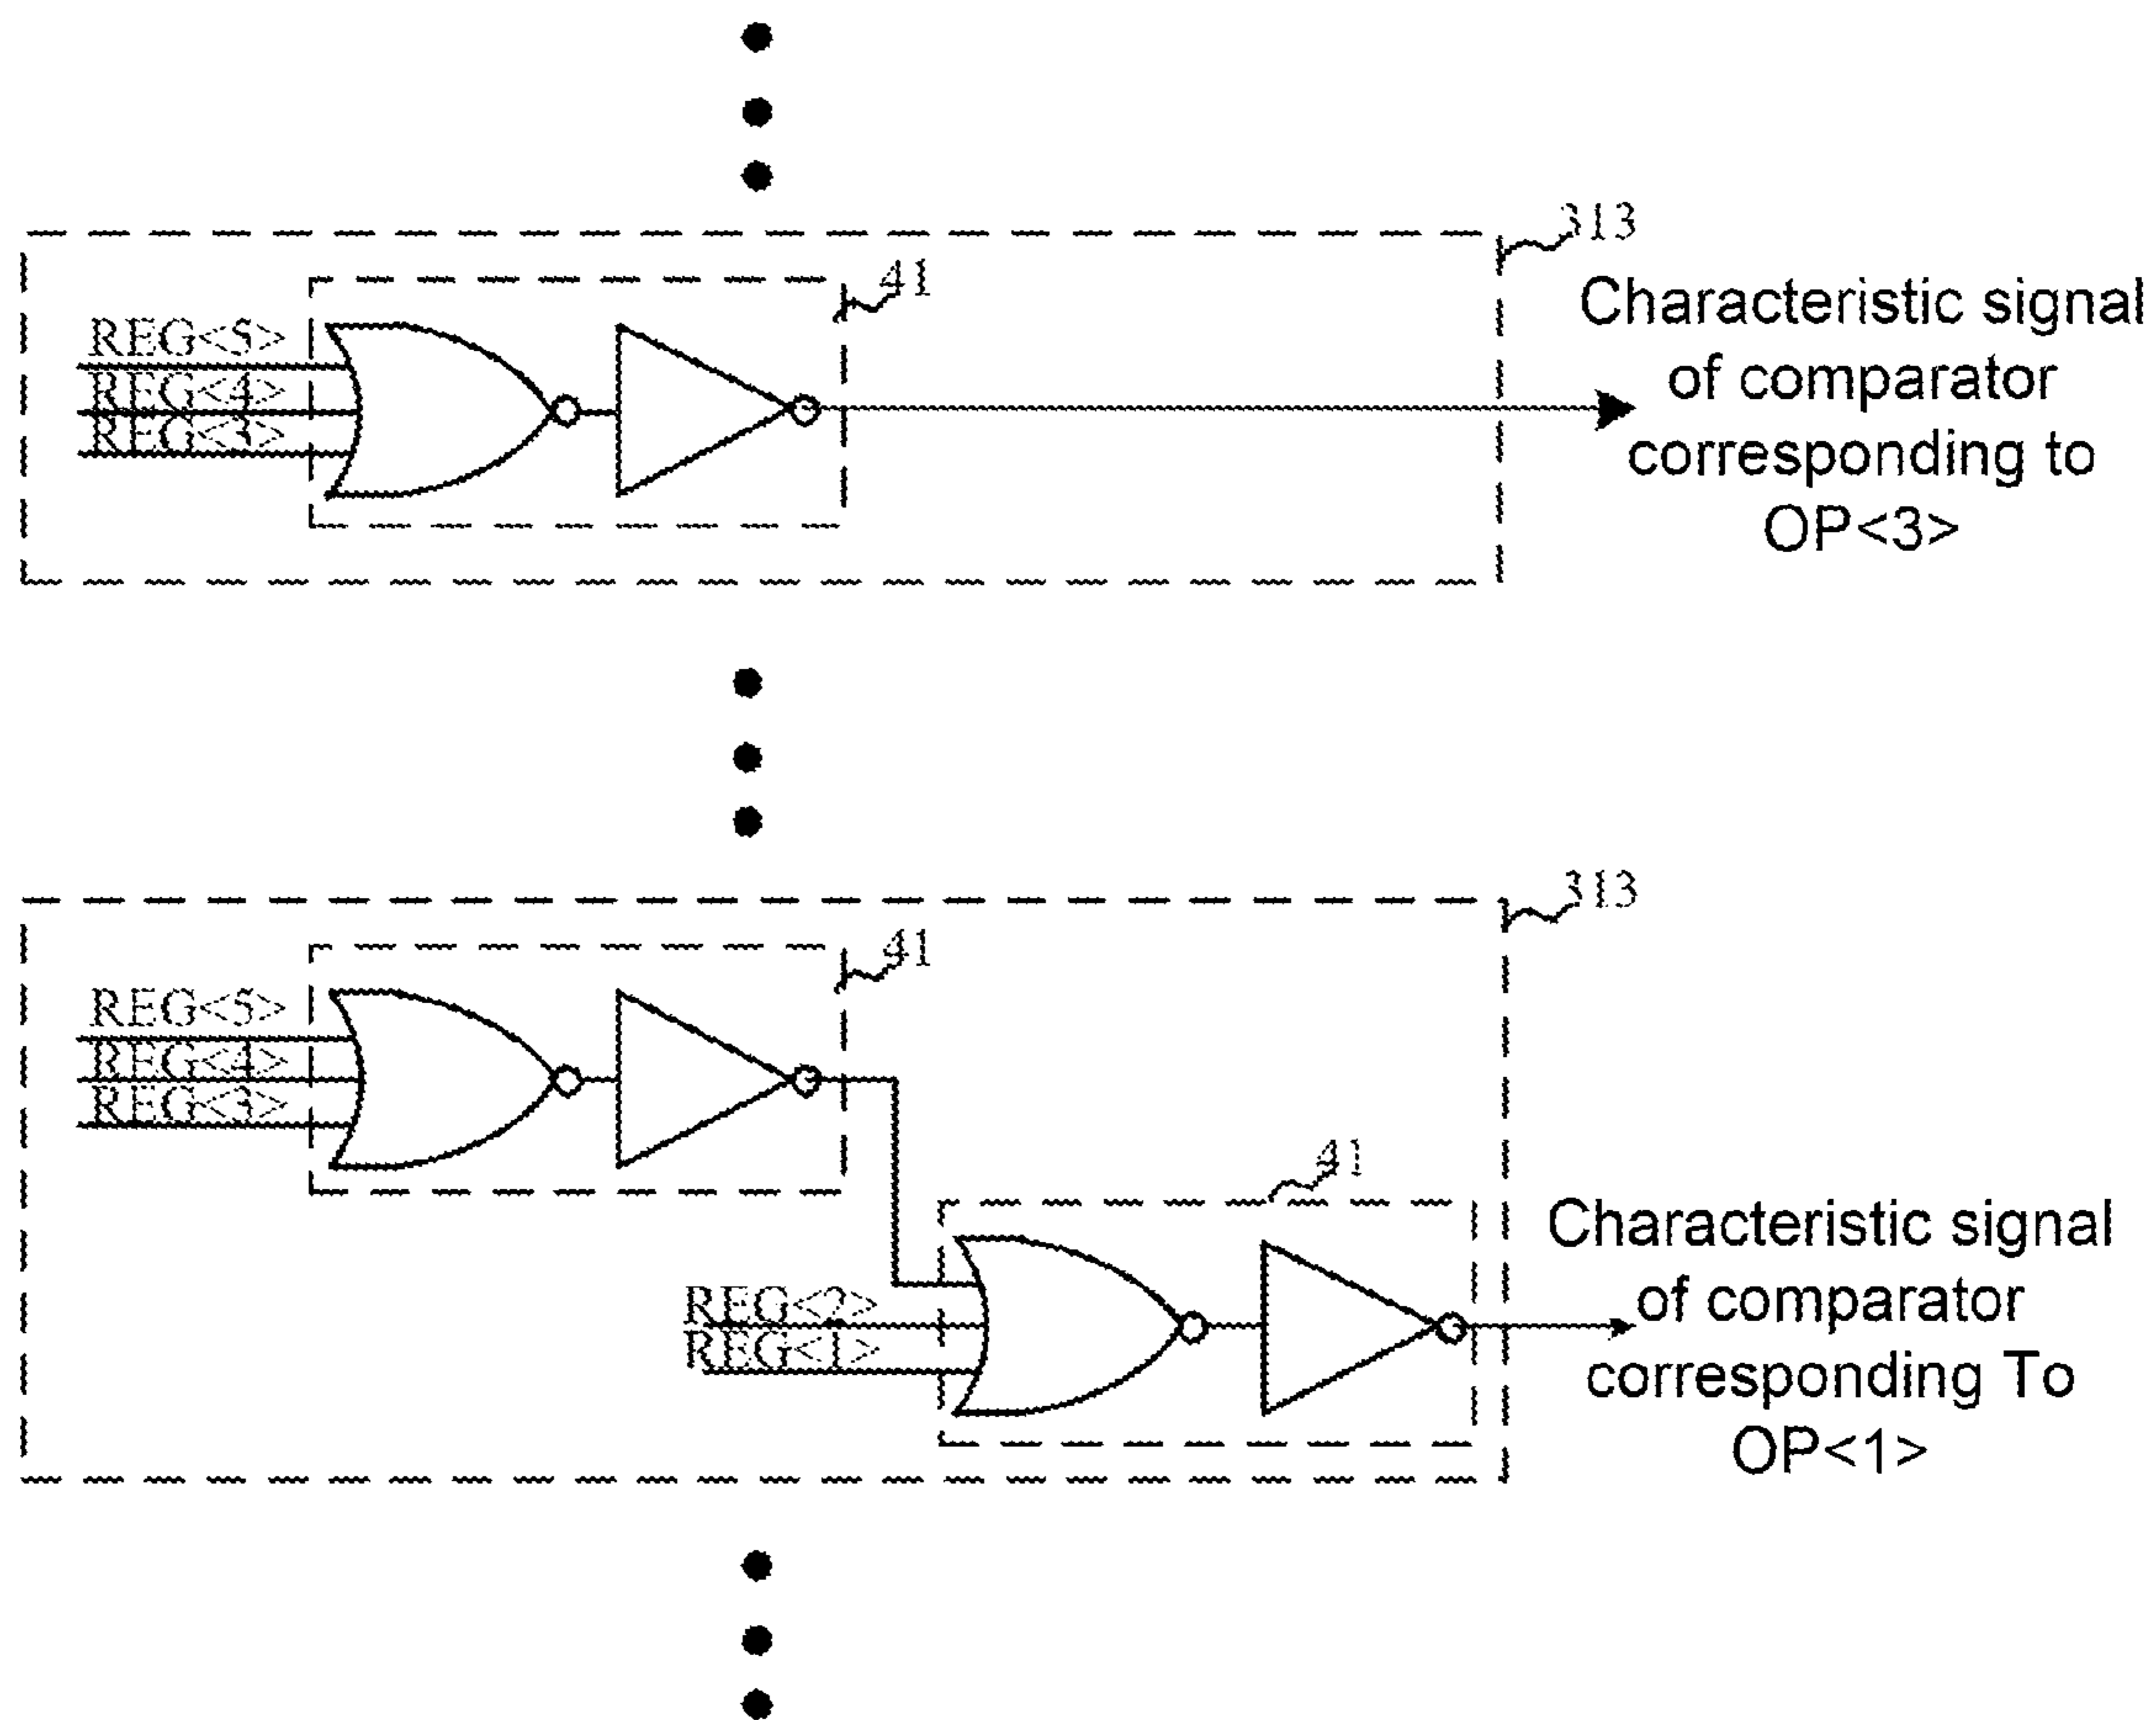 313
41
REG<5>
REG<4>
REG<3>
Characteristic signal
of comparator
corresponding to
OP<3>
313
41
REG<5>
REG<4>
REG<3>
41
REG<2>
REG<1>
Characteristic signal
of comparator
corresponding To
OP<1>